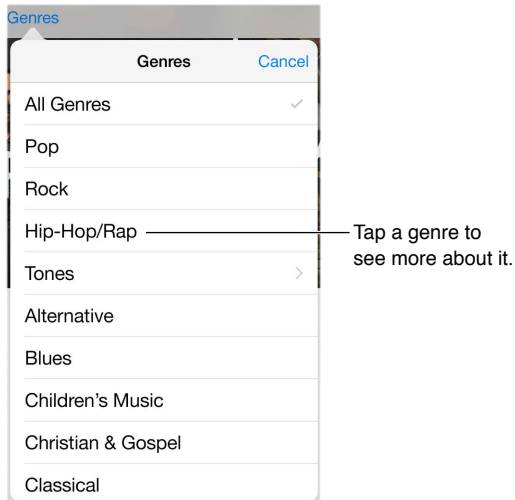 Genres
Genres Cancel
All Genres
Pop
Rock
Hip-Hop/Rap
Tap a genre to
see more about it.
Tones
Alternative
Blues
Children’s Music
Christian & Gospel
Classical